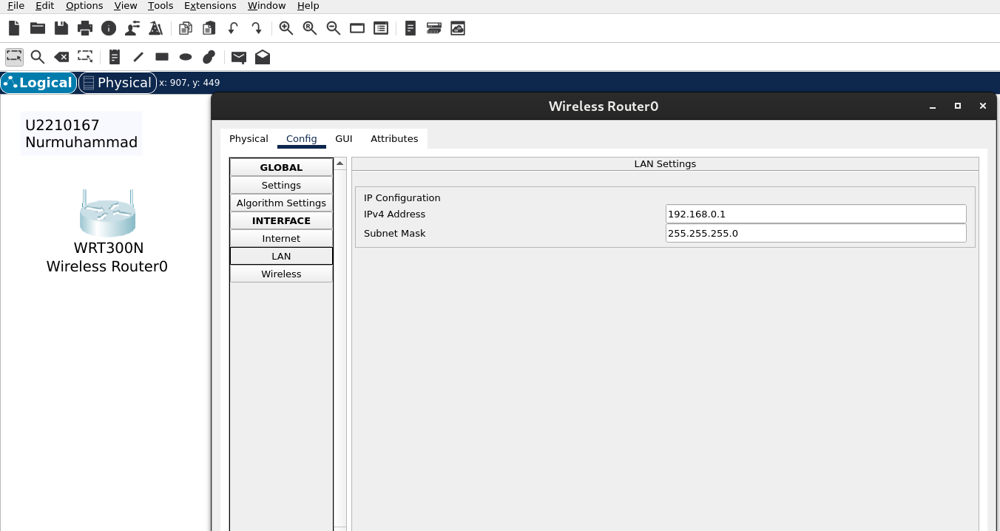 File Edit Options View Tools Extensions Window Help
Logical Physical x: 907, y: 449
U2210167
Nurmuhammad
WRT300N
Wireless Router0
Wireless Router0
Physical Config GUI Attributes
GLOBAL
Settings
Algorithm Settings
INTERFACE
Internet
LAN
Wireless
LAN Settings
IP Configuration
IPv4 Address 192.168.0.1
Subnet Mask 255.255.255.0